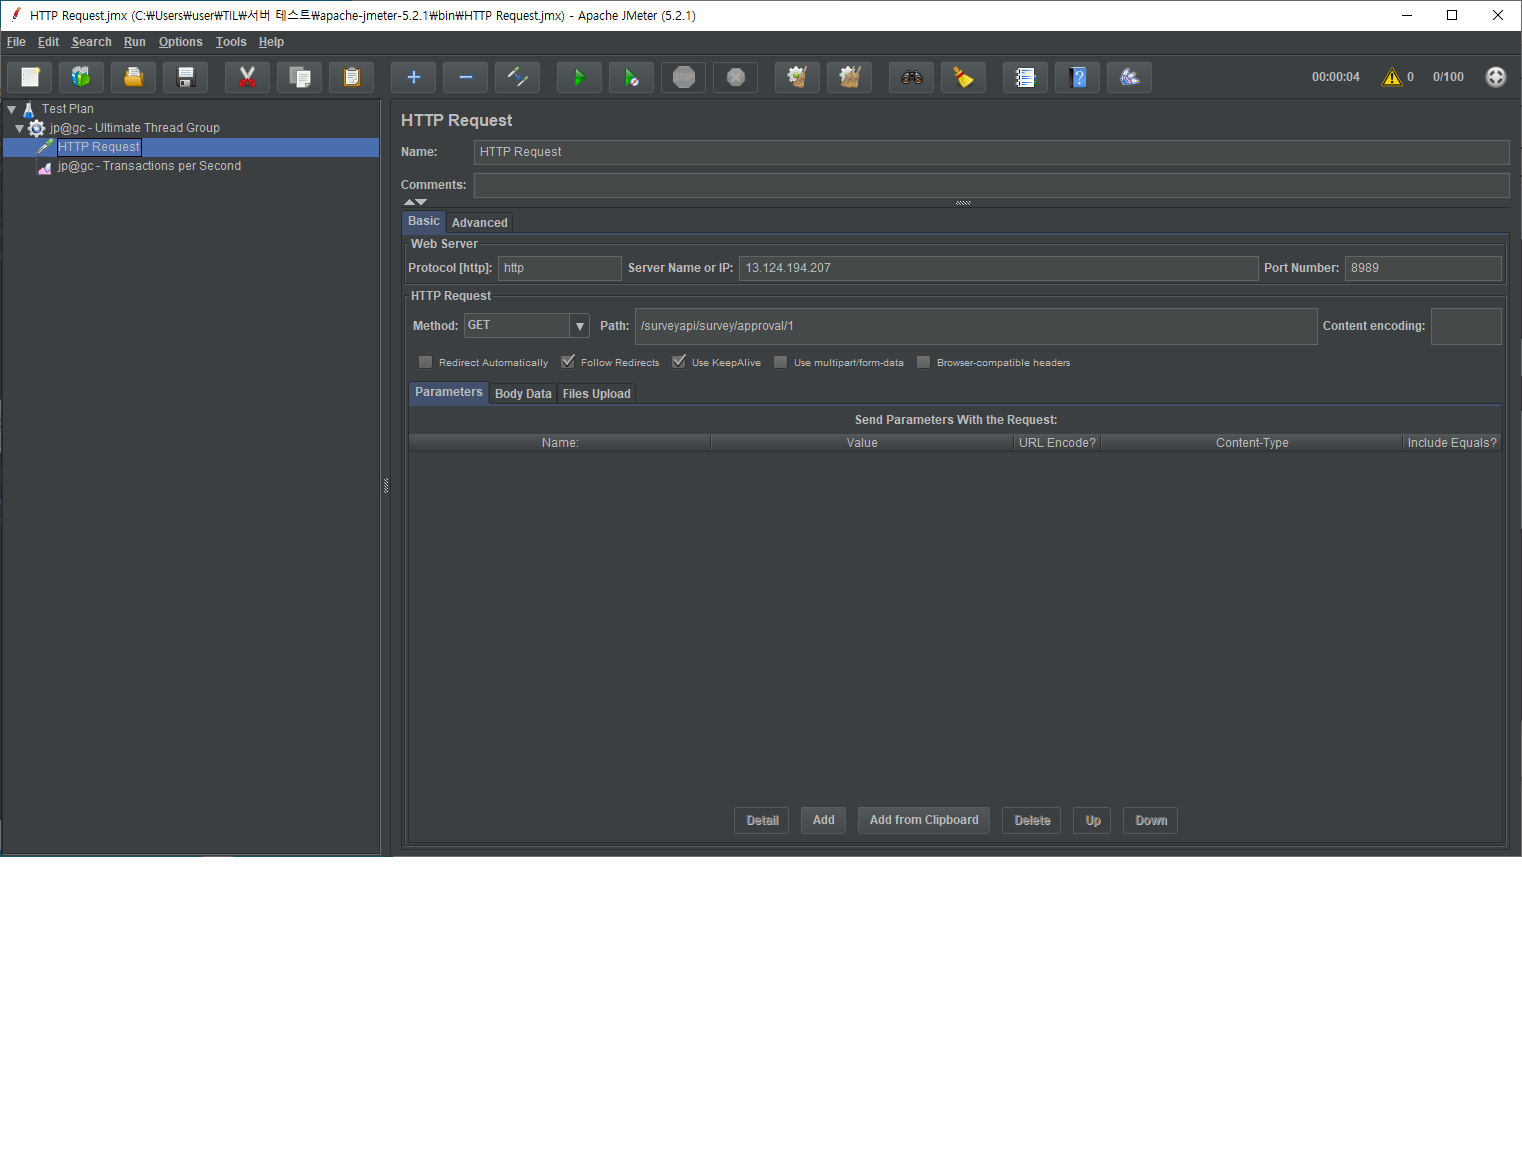 HTTP Request.jmx (C:￦Users￦user￦TIL￦서버 테스트￦apache-jmeter-5.2.1￦bin￦HTTP Request.jmx) - Apache JMeter (5.2.1)
File Edit Search Run Options Tools Help
STOP 00:00:04 0 0/100
Test Plan
jp@gc - Ultimate Thread Group
HTTP Request
jp@gc - Transactions per Second
HTTP Request
Name: HTTP Request
Comments:
Basic Advanced
Web Server
Protocol [http]: http Server Name or IP: 13.124.194.207 Port Number: 8989
HTTP Request
Method: GET Path: /surveyapi/survey/approval/1 Content encoding:
Redirect Automatically Follow Redirects Use KeepAlive Use multipart/form-data Browser-compatible headers
Parameters Body Data Files Upload
Send Parameters With the Request:
Name: Value URL Encode? Content-Type Include Equals?
Detail Add Add from Clipboard Delete Up Down